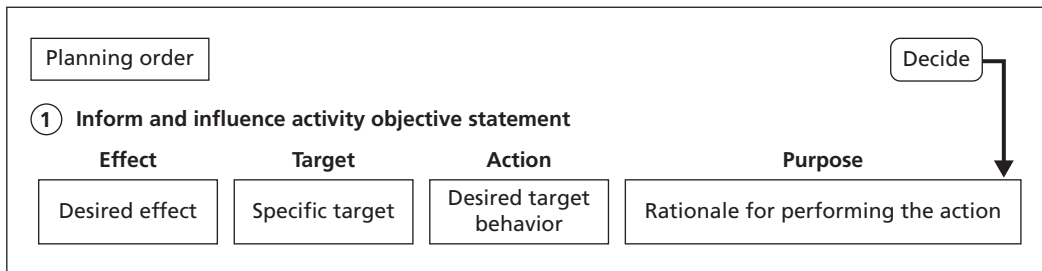 Planning order
Decide
1 Inform and influence activity objective statement
Effect Target Action Purpose
Desired effect
Specific target
Desired target
behavior
Rationale for performing the action